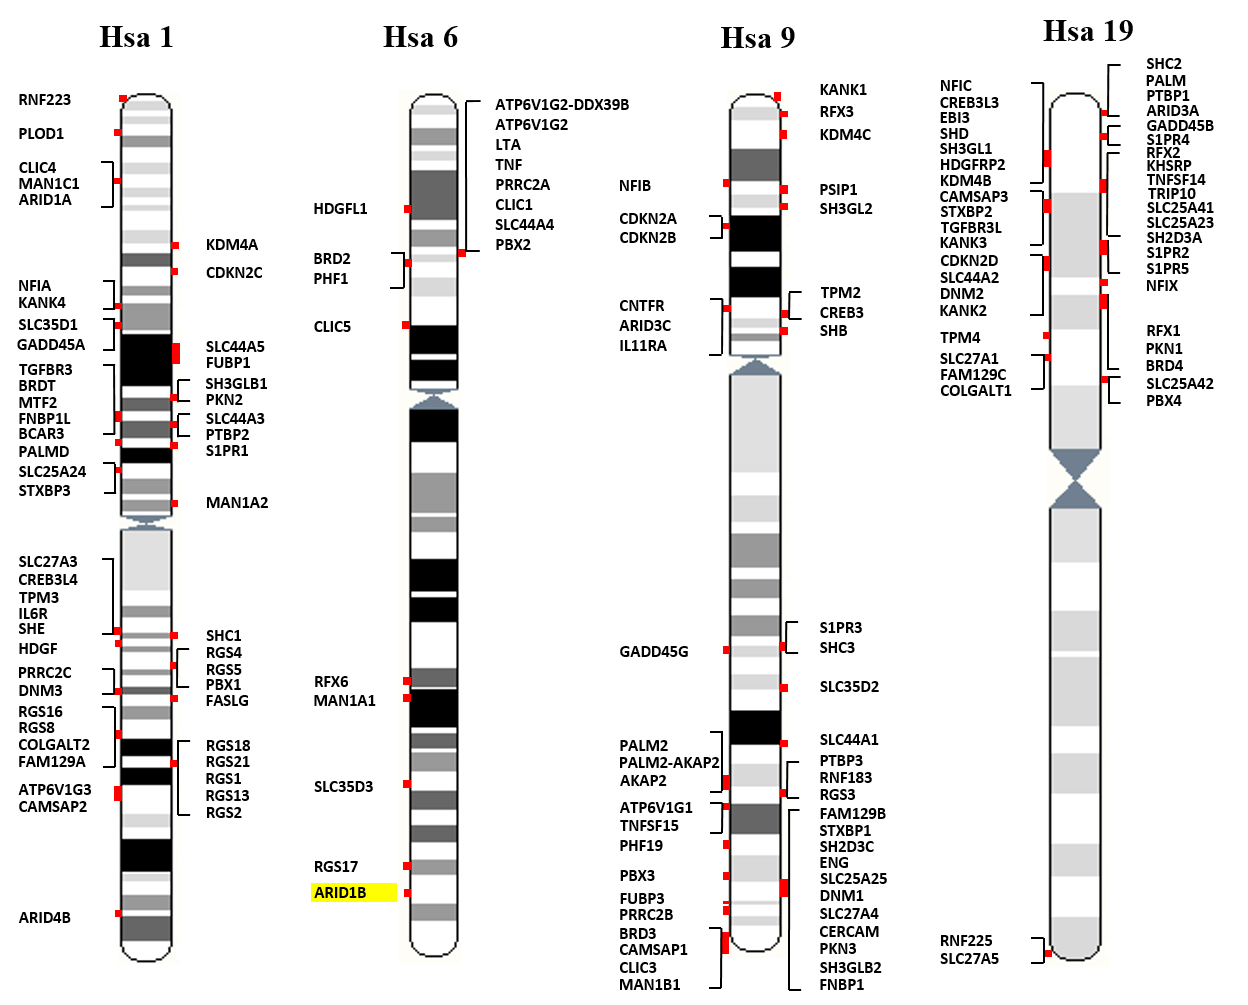 Hsa 1
RNF223
PLOD1
CLIC4
MAN1C1
ARID1A
NFIA
KANK4
SLC35D1
GADD45A
TGFBR3
BRDT
MTF2
FNBP1L
BCAR3
PALMD
SLC25A24
STXBP3
SLC27A3
CREB3L4
TPM3
IL6R
SHE
HDGF
PRRC2C
DNM3
RGS16
RGS8
COLGALT2
FAM129A
ATP6V1G3
CAMSAP2
ARID4B
KDM4A
CDKN2C
SLC44A5
FUBP1
SH3GLB1
PKN2
SLC44A3
PTBP2
S1PR1
MAN1A2
SHC1
RGS4
RGS5
PBX1
FASLG
RGS18
RGS21
RGS1
RGS13
RGS2
Hsa 6
HDGFL1
BRD2
PHF1
CLIC5
RFX6
MAN1A1
SLC35D3
RGS17
ARID1B
ATP6V1G2-DDX39B
ATP6V1G2
LTA
TNF
PRRC2A
CLIC1
SLC44A4
PBX2
Hsa 9
NFIB
CDKN2A
CDKN2B
CNTFR
ARID3C
IL11RA
GADD45G
PALM2
PALM2-AKAP2
AKAP2
ATP6V1G1
TNFSF15
PHF19
PBX3
FUBP3
PRRC2B
BRD3
CAMSAP1
CLIC3
MAN1B1
KANK1
RFX3
KDM4C
PSIP1
SH3GL2
TPM2
CREB3
SHB
S1PR3
SHC3
SLC35D2
SLC44A1
PTBP3
RNF183
RGS3
FAM129B
STXBP1
SH2D3C
ENG
SLC25A25
DNM1
SLC27A4
CERCAM
PKN3
SH3GLB2
FNBP1
Hsa 19
NFIC
CREB3L3
EBI3
SHD
SH3GL1
HDGFRP2
KDM4B
CAMSAP3
STXBP2
TGFBR3L
KANK3
CDKN2D
SLC44A2
DNM2
KANK2
TPM4
SLC27A1
FAM129C
COLGALT1
RNF225
SLC27A5
SHC2
PALM
PTBP1
ARID3A
GADD45B
S1PR4
RFX2
KHSRP
TNFSF14
TRIP10
SLC25A41
SLC25A23
SH2D3A
S1PR2
S1PR5
NFIX
RFX1
PKN1
BRD4
SLC25A42
PBX4